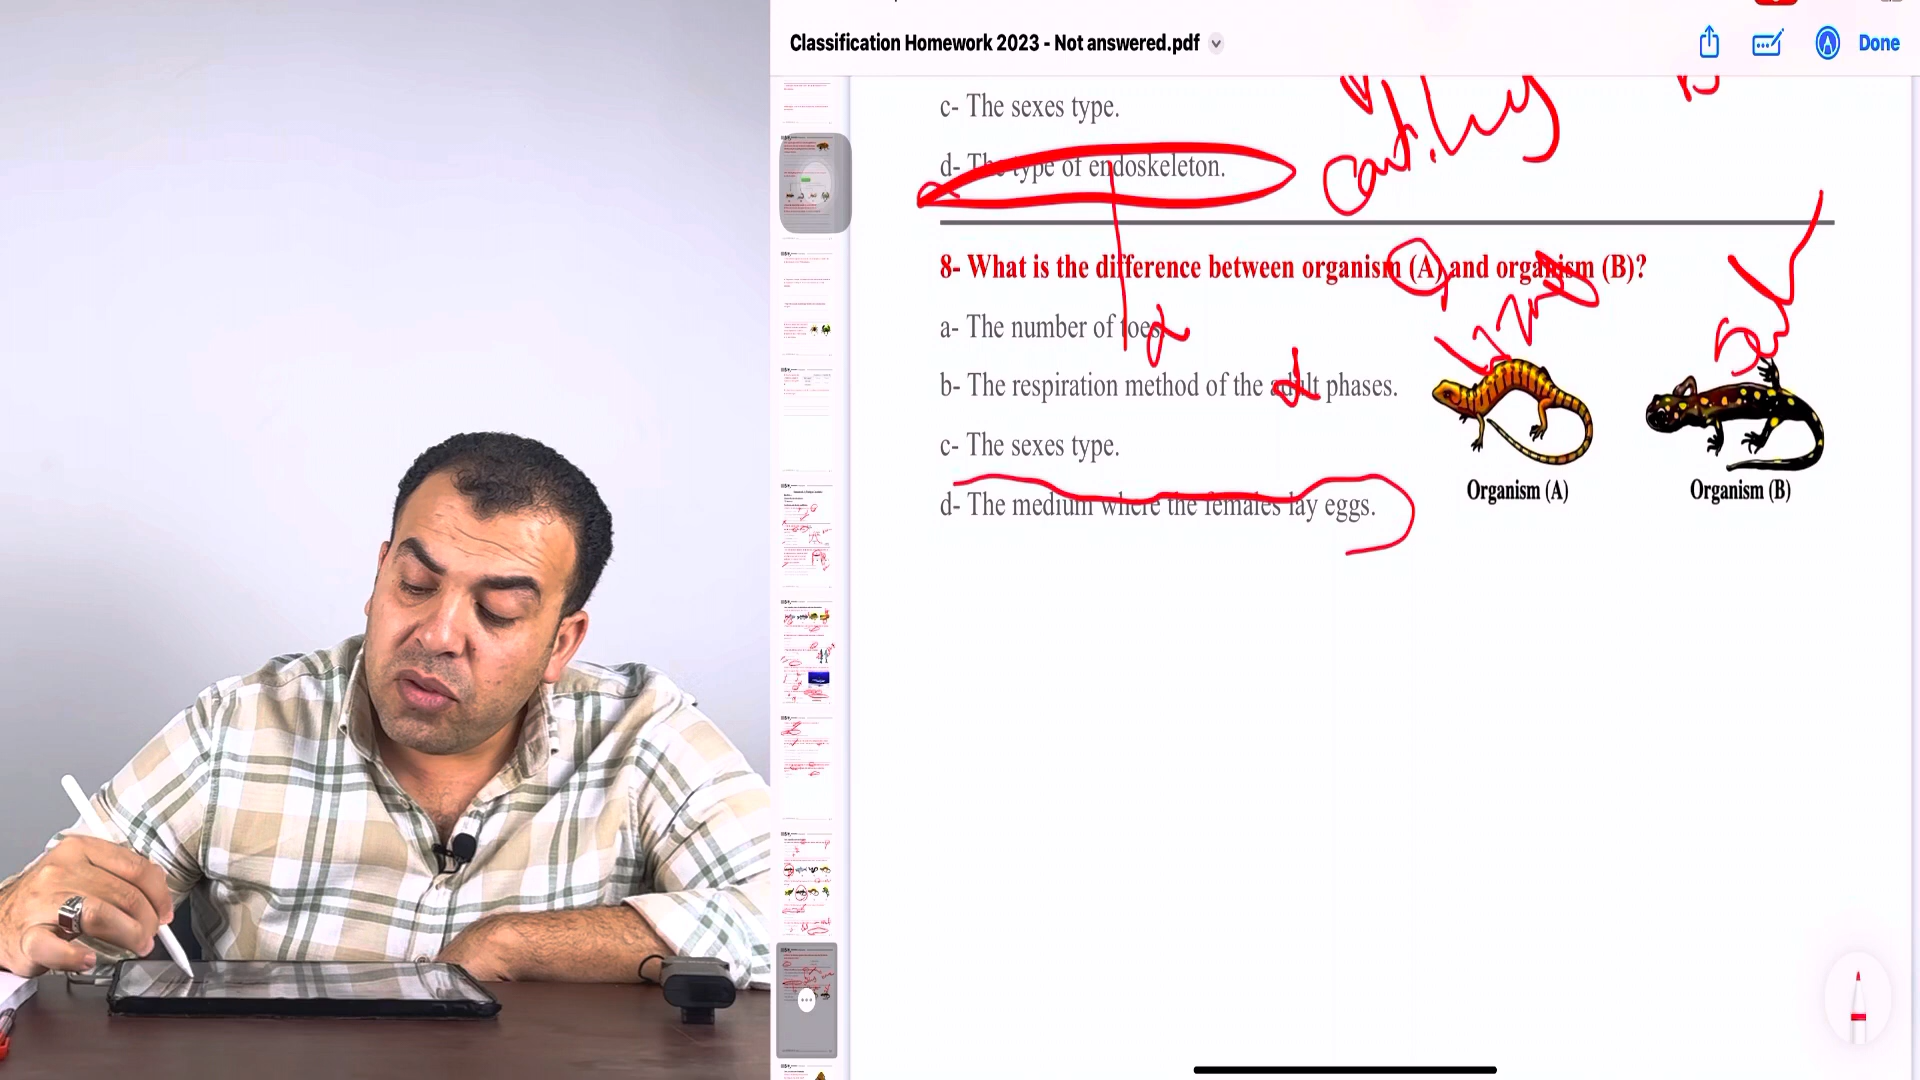 Classification Homework 2023 - Not answered.pdf
Done
c- The sexes type.
d- The type of endoskeleton.
8- What is the difference between organism (A) and organism (B)?
a- The number of toes.
b- The respiration method of the adult phases.
c- The sexes type.
d- The medium where the females lay eggs.
Organism (A)
Organism (B)